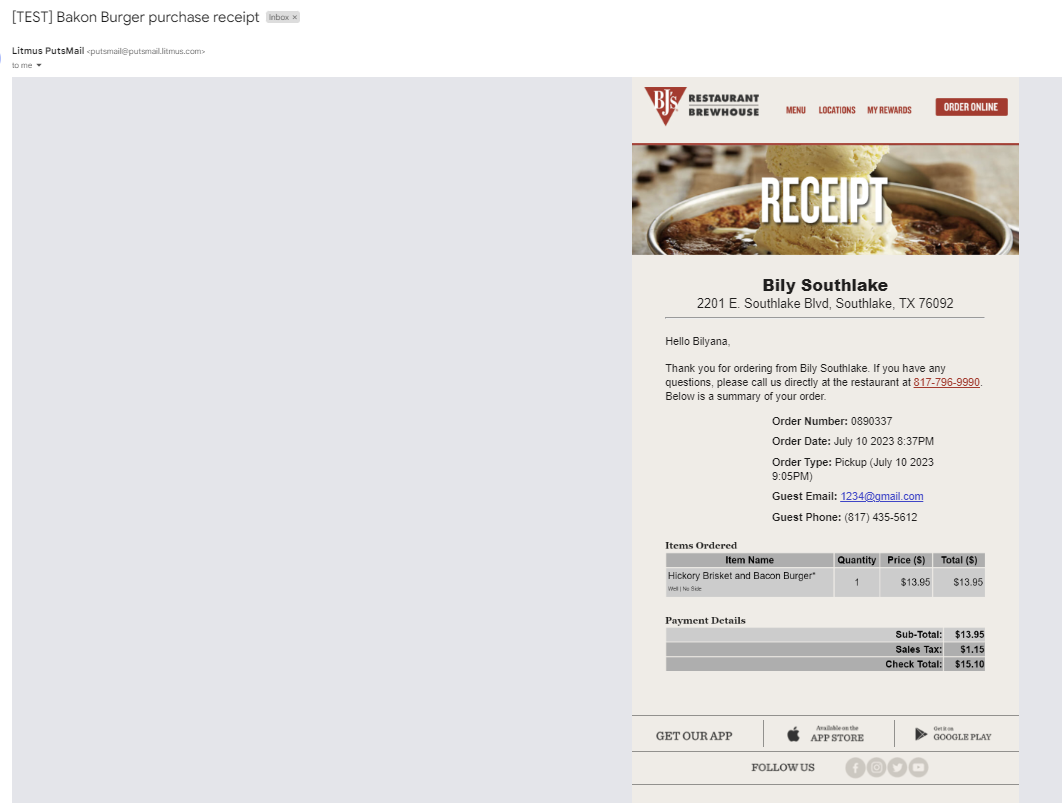 [TEST] Bakon Burger purchase receipt Inbox ×
Litmus PutsMail <putsmail@putsmail.litmus.com>
to me
BJ's RESTAURANT
BREWHOUSE
MENU LOCATIONS MY REWARDS ORDER ONLINE
RECEIPT
Bily Southlake
2201 E. Southlake Blvd, Southlake, TX 76092
Hello Bilyana,
Thank you for ordering from Bily Southlake. If you have any
questions, please call us directly at the restaurant at 817-796-9990.
Below is a summary of your order.
Order Number: 0890337
Order Date: July 10 2023 8:37PM
Order Type: Pickup (July 10 2023
9:05PM)
Guest Email: 1234@gmail.com
Guest Phone: (817) 435-5612
Items Ordered
Item Name Quantity Price ($) Total ($)
Hickory Brisket and Bacon Burger* 1 $13.95 $13.95
Well | No Side
Payment Details
Sub-Total: $13.95
Sales Tax: $1.15
Check Total: $15.10
GET OUR APP
Available on the
APP STORE
Get it on
GOOGLE PLAY
FOLLOW US